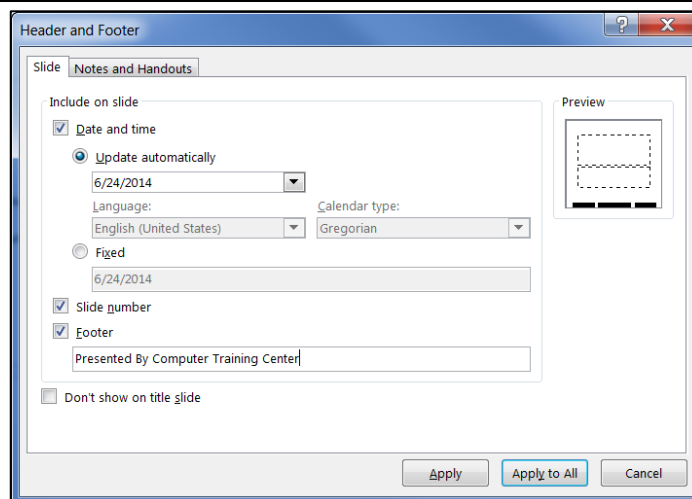 Header and Footer
Slide Notes and Handouts
Include on slide
Preview
Date and time
Update automatically
6/24/2014
Language: Calendar type:
English (United States) Gregorian
Fixed
6/24/2014
Slide number
Footer
Presented By Computer Training Center
Don't show on title slide
Apply Apply to All Cancel